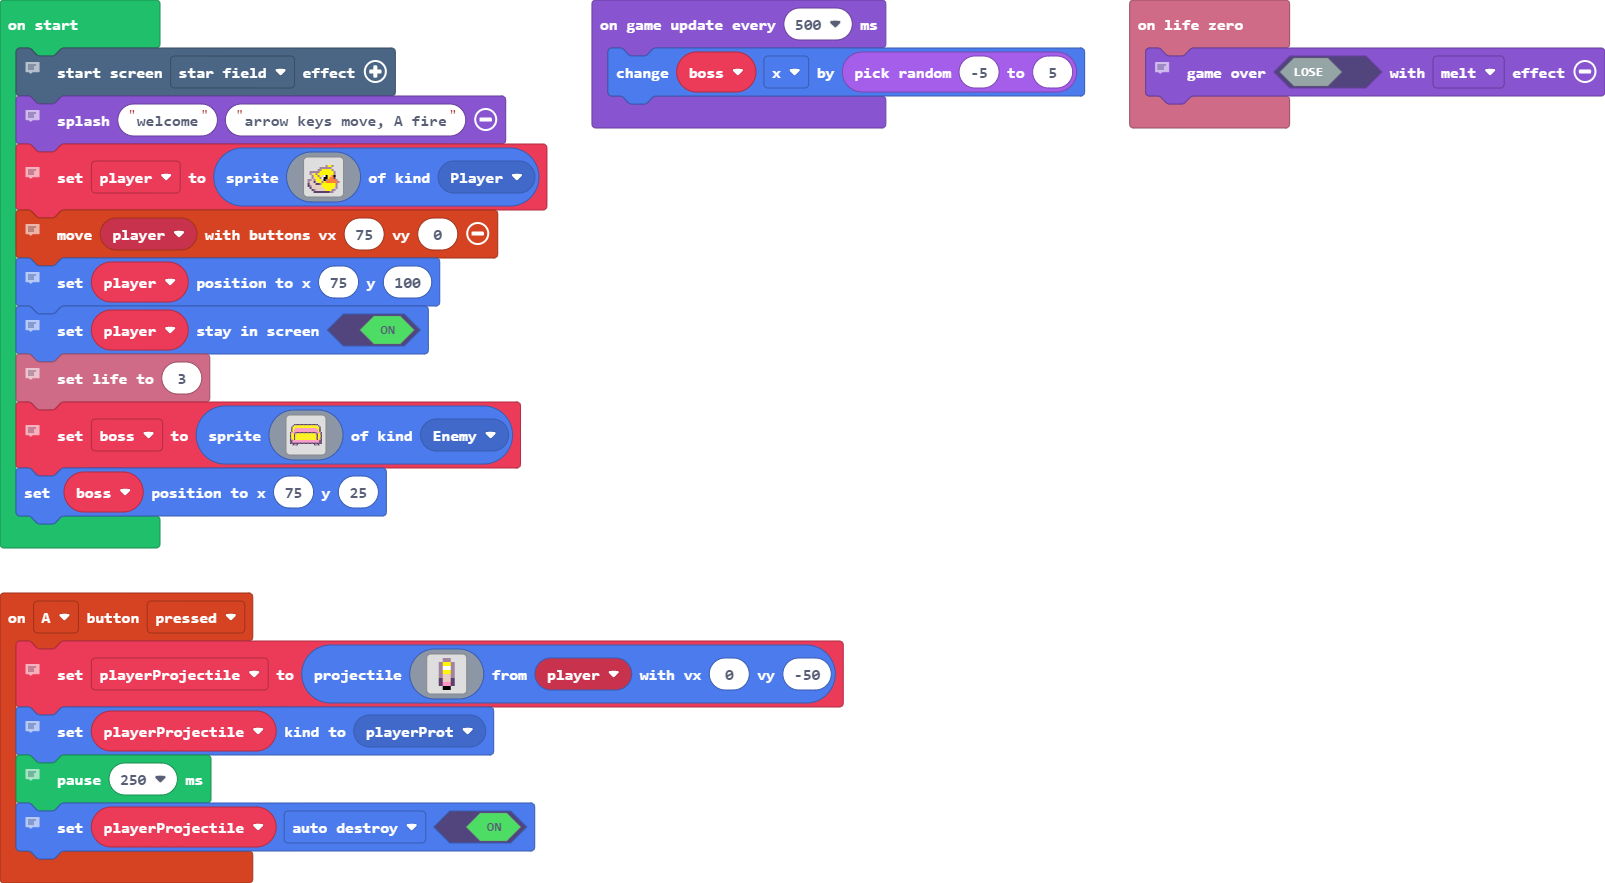 on start
start screen star field effect
splash "welcome" "arrow keys move, A fire"
set player to sprite of kind Player
move player with buttons vx 75 vy 0
set player position to x 75 y 100
set player stay in screen ON
set life to 3
set boss to sprite of kind Enemy
set boss position to x 75 y 25
on game update every 500 ms
change boss x by pick random -5 to 5
on life zero
game over LOSE with melt effect
on A button pressed
set playerProjectile to projectile from player with vx 0 vy -50
set playerProjectile kind to playerProt
pause 250 ms
set playerProjectile auto destroy ON